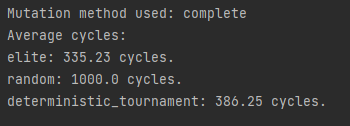 Mutation method used: complete
Average cycles:
elite: 335.23 cycles.
random: 1000.0 cycles.
deterministic_tournament: 386.25 cycles.